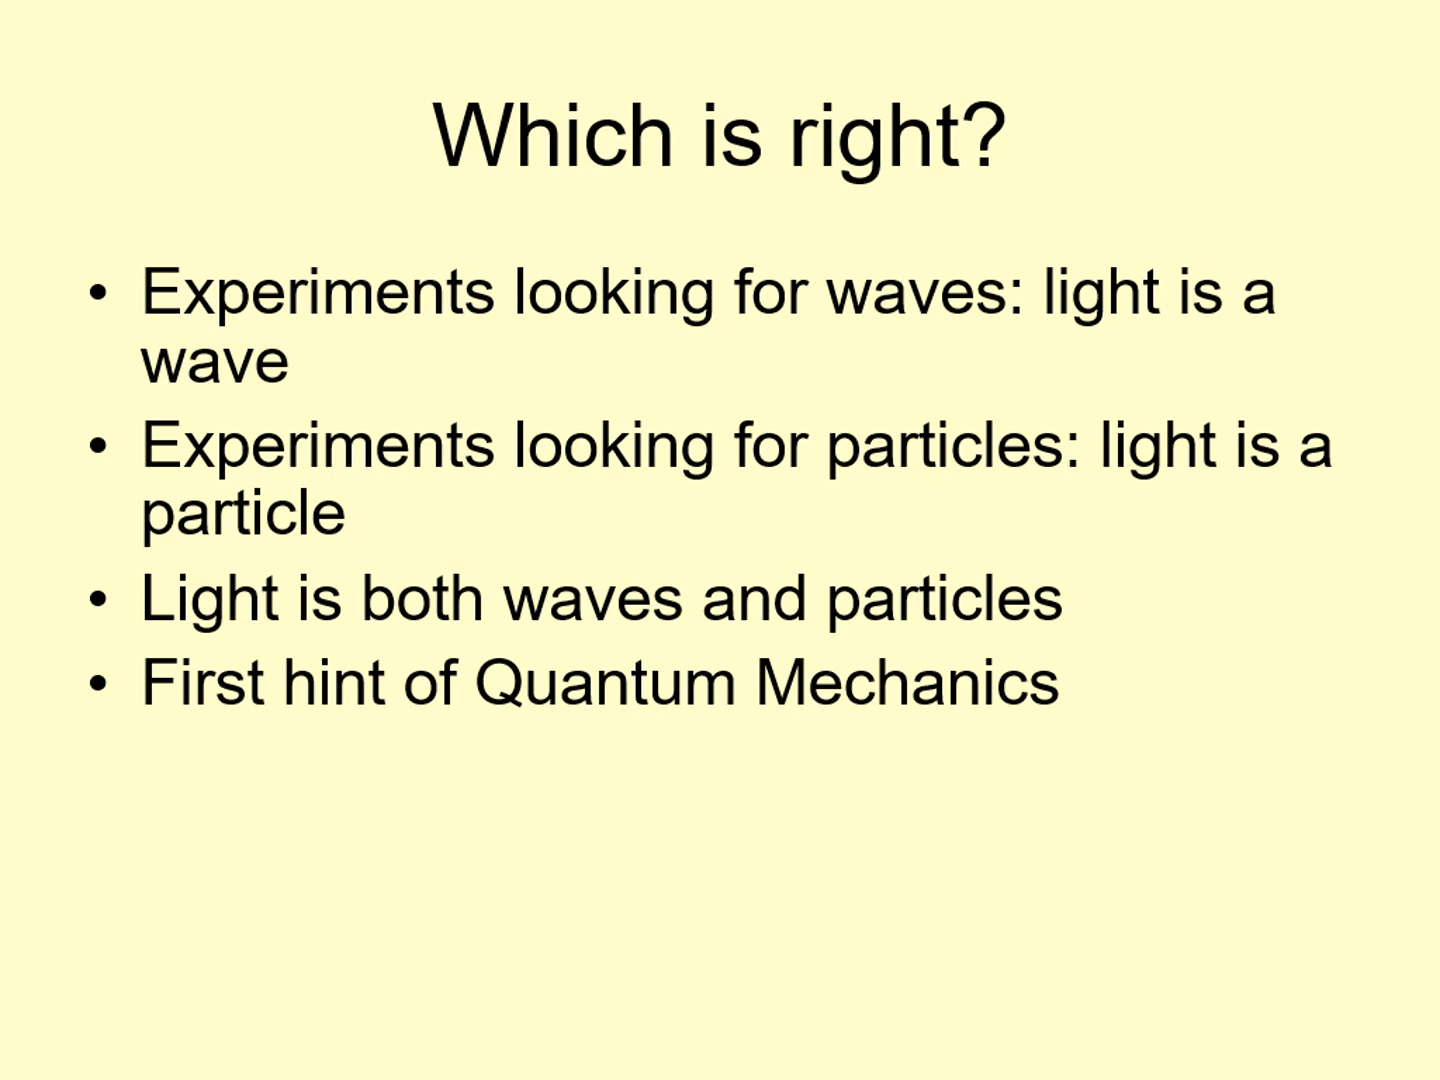 Which is right?
• Experiments looking for waves: light is a
wave
• Experiments looking for particles: light is a
particle
• Light is both waves and particles
• First hint of Quantum Mechanics